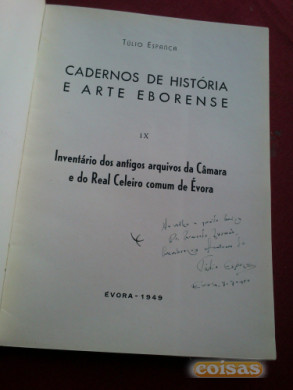 TÚLIO ESPANCA
CADERNOS DE HISTÓRIA
E ARTE EBORENSE
IX
Inventário dos antigos arquivos da Câmara
e do Real Celeiro comum de Évora
ÉVORA - 1949
coisas